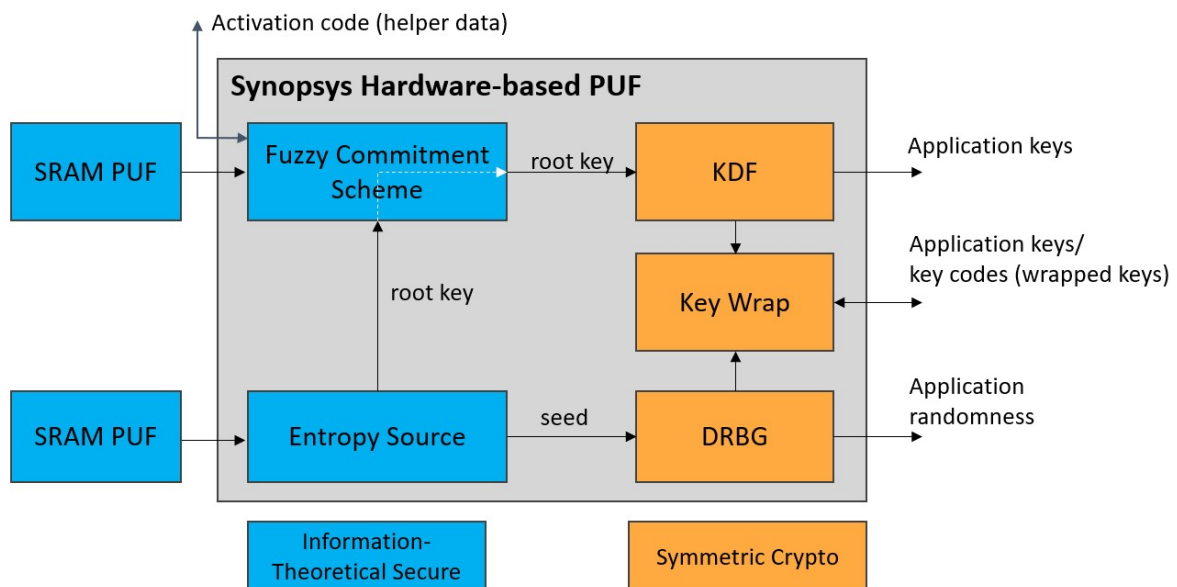 Activation code (helper data)
Synopsys Hardware-based PUF
SRAM PUF
Fuzzy Commitment
Scheme
root key
KDF
Application keys
root key
Key Wrap
Application keys/
key codes (wrapped keys)
SRAM PUF
Entropy Source
seed
DRBG
Application
randomness
Information-
Theoretical Secure
Symmetric Crypto